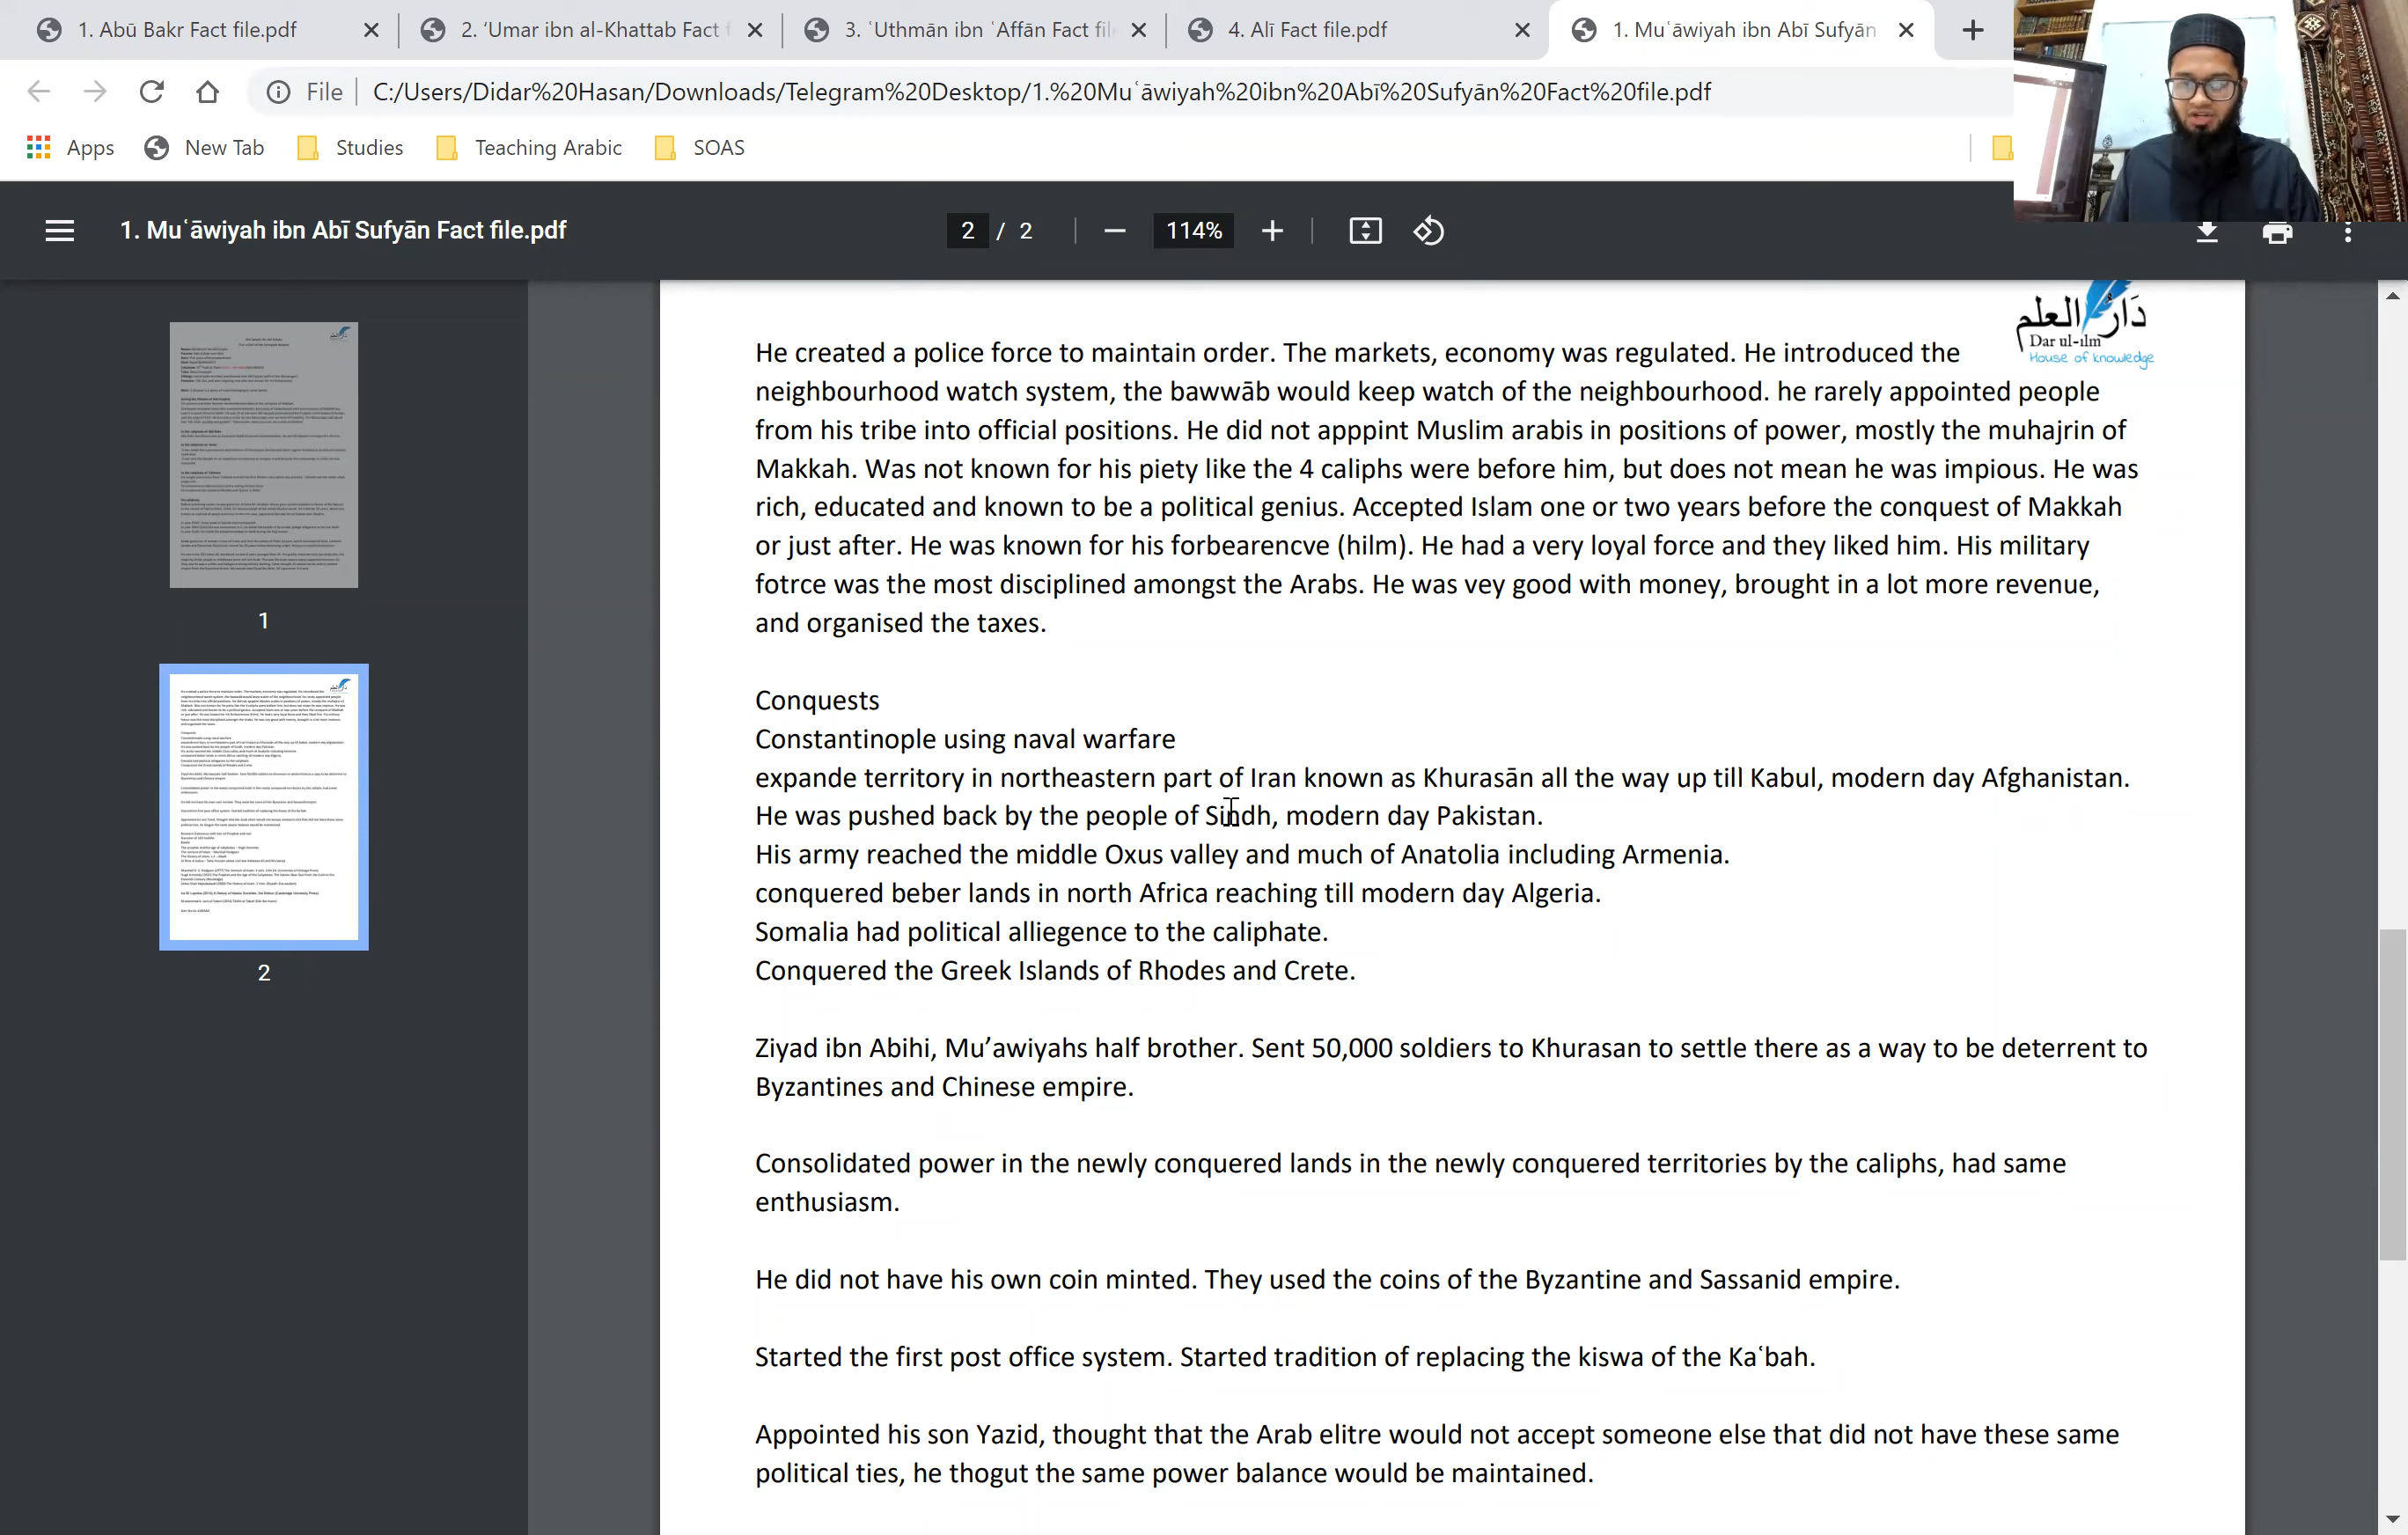 1. Abū Bakr Fact file.pdf
2. ʻUmar ibn al-Khattab Fact f
3. ʿUthmān ibn ʿAffān Fact fil
4. Alī Fact file.pdf
1. Muʿāwiyah ibn Abī Sufyān
File
C:/Users/Didar%20Hasan/Downloads/Telegram%20Desktop/1.%20Muʿāwiyah%20ibn%20Abī%20Sufyān%20Fact%20file.pdf
Apps
New Tab
Studies
Teaching Arabic
SOAS
1. Muʿāwiyah ibn Abī Sufyān Fact file.pdf
2 / 2
114%
1
2
دَارُ العلم
Dar ul-ilm
House of knowledge
He created a police force to maintain order. The markets, economy was regulated. He introduced the
neighbourhood watch system, the bawwāb would keep watch of the neighbourhood. he rarely appointed people
from his tribe into official positions. He did not apppint Muslim arabis in positions of power, mostly the muhajrin of
Makkah. Was not known for his piety like the 4 caliphs were before him, but does not mean he was impious. He was
rich, educated and known to be a political genius. Accepted Islam one or two years before the conquest of Makkah
or just after. He was known for his forbearencve (hilm). He had a very loyal force and they liked him. His military
fotrce was the most disciplined amongst the Arabs. He was vey good with money, brought in a lot more revenue,
and organised the taxes.
Conquests
Constantinople using naval warfare
expande territory in northeastern part of Iran known as Khurasān all the way up till Kabul, modern day Afghanistan.
He was pushed back by the people of Sindh, modern day Pakistan.
His army reached the middle Oxus valley and much of Anatolia including Armenia.
conquered beber lands in north Africa reaching till modern day Algeria.
Somalia had political alliegence to the caliphate.
Conquered the Greek Islands of Rhodes and Crete.
Ziyad ibn Abihi, Mu’awiyahs half brother. Sent 50,000 soldiers to Khurasan to settle there as a way to be deterrent to
Byzantines and Chinese empire.
Consolidated power in the newly conquered lands in the newly conquered territories by the caliphs, had same
enthusiasm.
He did not have his own coin minted. They used the coins of the Byzantine and Sassanid empire.
Started the first post office system. Started tradition of replacing the kiswa of the Kaʿbah.
Appointed his son Yazid, thought that the Arab elitre would not accept someone else that did not have these same
political ties, he thogut the same power balance would be maintained.